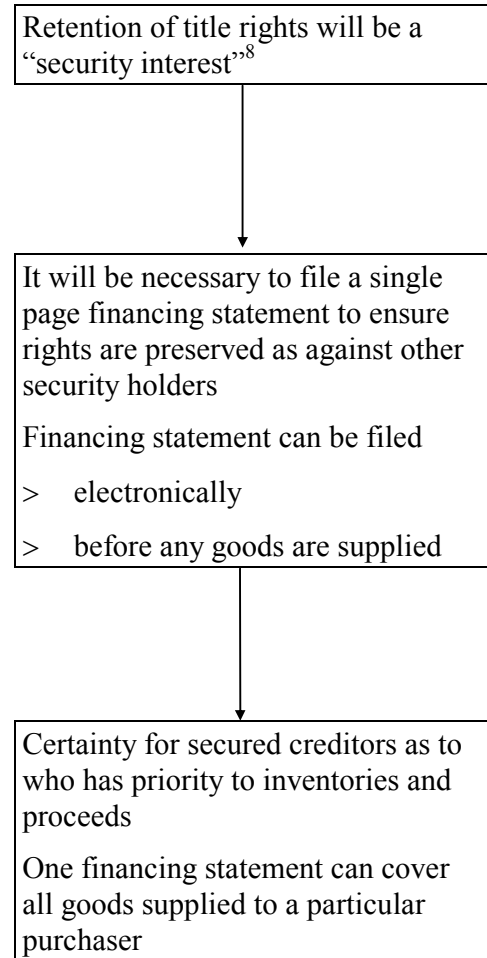 Retention of title rights will be a
“security interest”8
It will be necessary to file a single
page financing statement to ensure
rights are preserved as against other
security holders
Financing statement can be filed
> electronically
> before any goods are supplied
Certainty for secured creditors as to
who has priority to inventories and
proceeds
One financing statement can cover
all goods supplied to a particular
purchaser